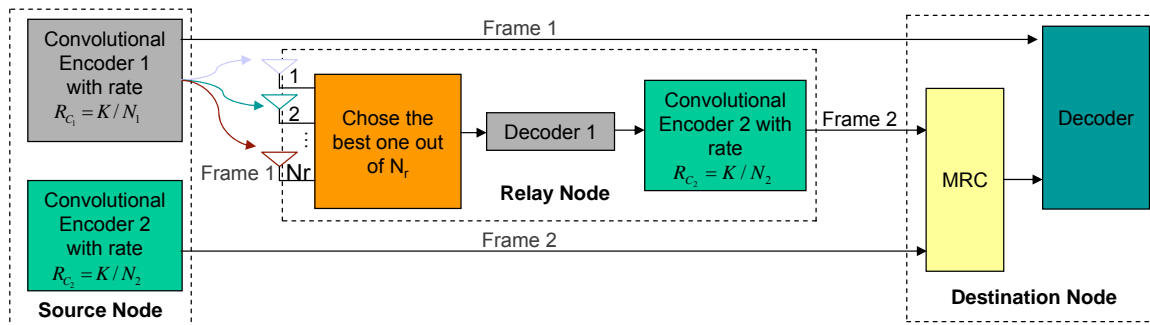 Convolutional
Encoder 1
with rate
R_{C_1} = K / N_1
Frame 1
1
2
⋮
Frame 1
Nr
Chose the
best one out
of N_r
Decoder 1
Convolutional
Encoder 2 with
rate
R_{C_2} = K / N_2
Relay Node
Frame 2
MRC
Decoder
Convolutional
Encoder 2
with rate
R_{C_2} = K / N_2
Frame 2
Source Node
Destination Node